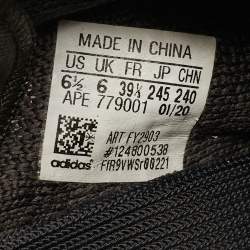 MADE IN CHINA
US UK FR JP CHN
6½ 6 39⅓ 245 240
APE 779001 01/20
ART FY2903
#124800538
adidas® FIR9VWSr00221